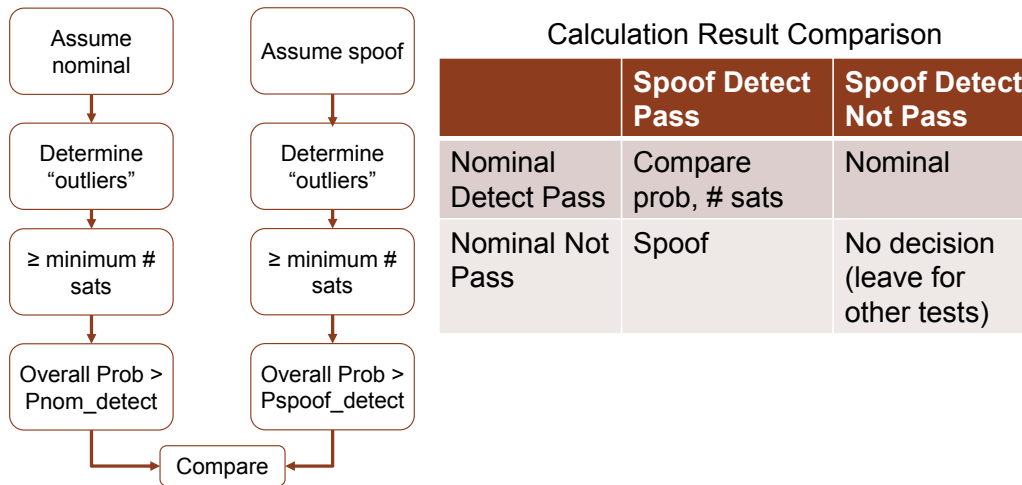 Assume
nominal
Determine
“outliers”
≥ minimum #
sats
Overall Prob >
Pnom_detect
Assume spoof
Determine
“outliers”
≥ minimum #
sats
Overall Prob >
Pspoof_detect
Compare
Calculation Result Comparison
Spoof Detect
Pass
Spoof Detect
Not Pass
Nominal
Detect Pass
Compare
prob, # sats
Nominal
Nominal Not
Pass
Spoof
No decision
(leave for
other tests)